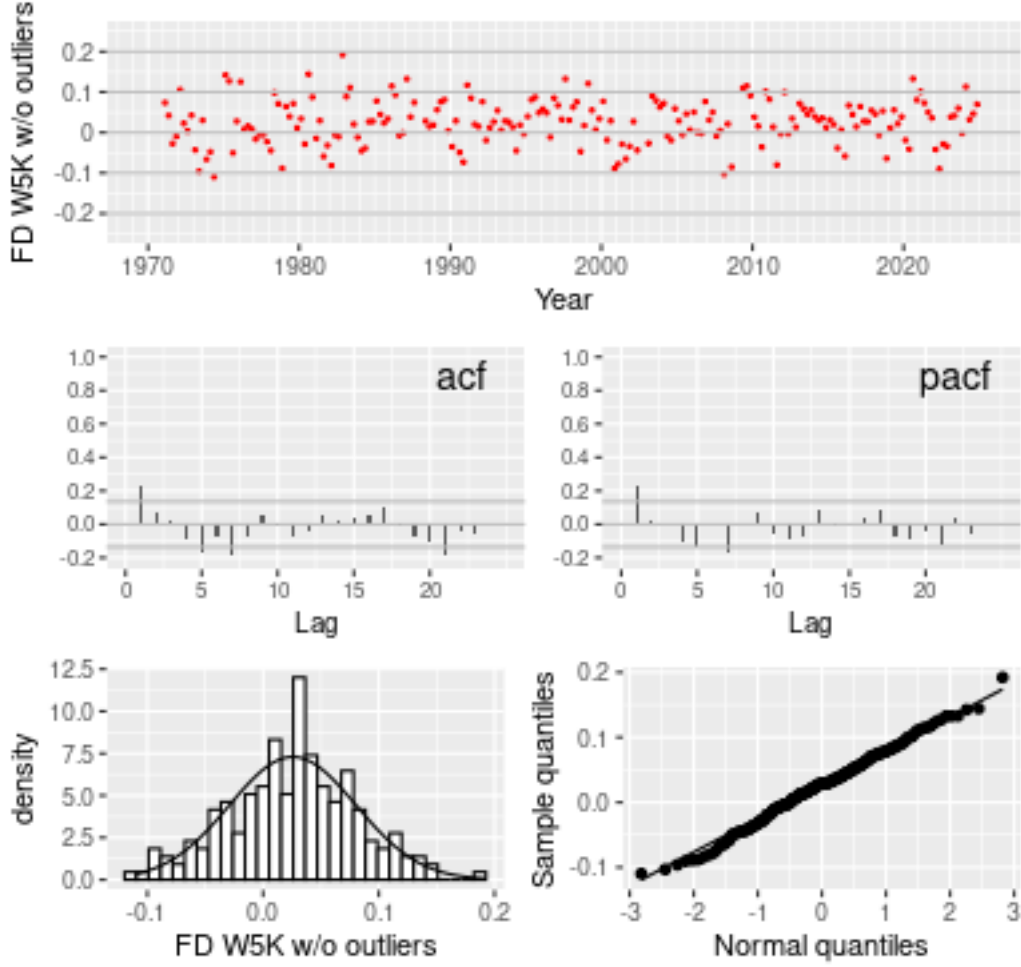 FD W5K w/o outliers
0.2
0.1
0
-0.1
-0.2
1970 1980 1990 2000 2010 2020
Year
acf
1.0
0.8
0.6
0.4
0.2
0.0
-0.2
0 5 10 15 20
Lag
pacf
1.0
0.8
0.6
0.4
0.2
0.0
-0.2
0 5 10 15 20
Lag
density
12.5
10.0
7.5
5.0
2.5
0.0
-0.1 0.0 0.1 0.2
FD W5K w/o outliers
Sample quantiles
0.2
0.1
0.0
-0.1
-3 -2 -1 0 1 2 3
Normal quantiles